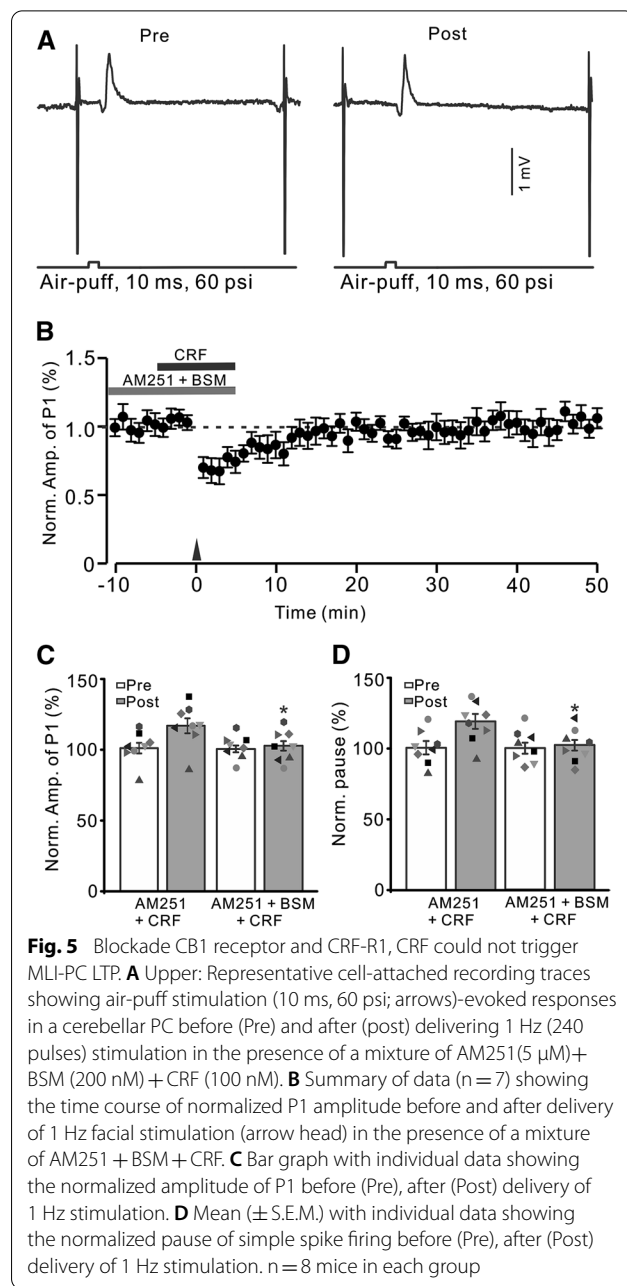 A
Pre
Post
1 mV
Air-puff, 10 ms, 60 psi
Air-puff, 10 ms, 60 psi
B
CRF
AM251 + BSM
Norm. Amp. of P1 (%)
1.5
1.0
0.5
0
-10
0
10
20
30
40
50
Time (min)
C
Pre
Post
*
Norm. Amp. of P1 (%)
150
100
50
0
AM251
+ CRF
AM251 + BSM
+ CRF
D
Pre
Post
*
Norm. pause (%)
150
100
50
0
AM251
+ CRF
AM251 + BSM
+ CRF
Fig. 5 Blockade CB1 receptor and CRF-R1, CRF could not trigger
MLI-PC LTP. A Upper: Representative cell-attached recording traces
showing air-puff stimulation (10 ms, 60 psi; arrows)-evoked responses
in a cerebellar PC before (Pre) and after (post) delivering 1 Hz (240
pulses) stimulation in the presence of a mixture of AM251(5 μM)+
BSM (200 nM) + CRF (100 nM). B Summary of data (n = 7) showing
the time course of normalized P1 amplitude before and after delivery
of 1 Hz facial stimulation (arrow head) in the presence of a mixture
of AM251 + BSM + CRF. C Bar graph with individual data showing
the normalized amplitude of P1 before (Pre), after (Post) delivery of
1 Hz stimulation. D Mean (± S.E.M.) with individual data showing
the normalized pause of simple spike firing before (Pre), after (Post)
delivery of 1 Hz stimulation. n = 8 mice in each group